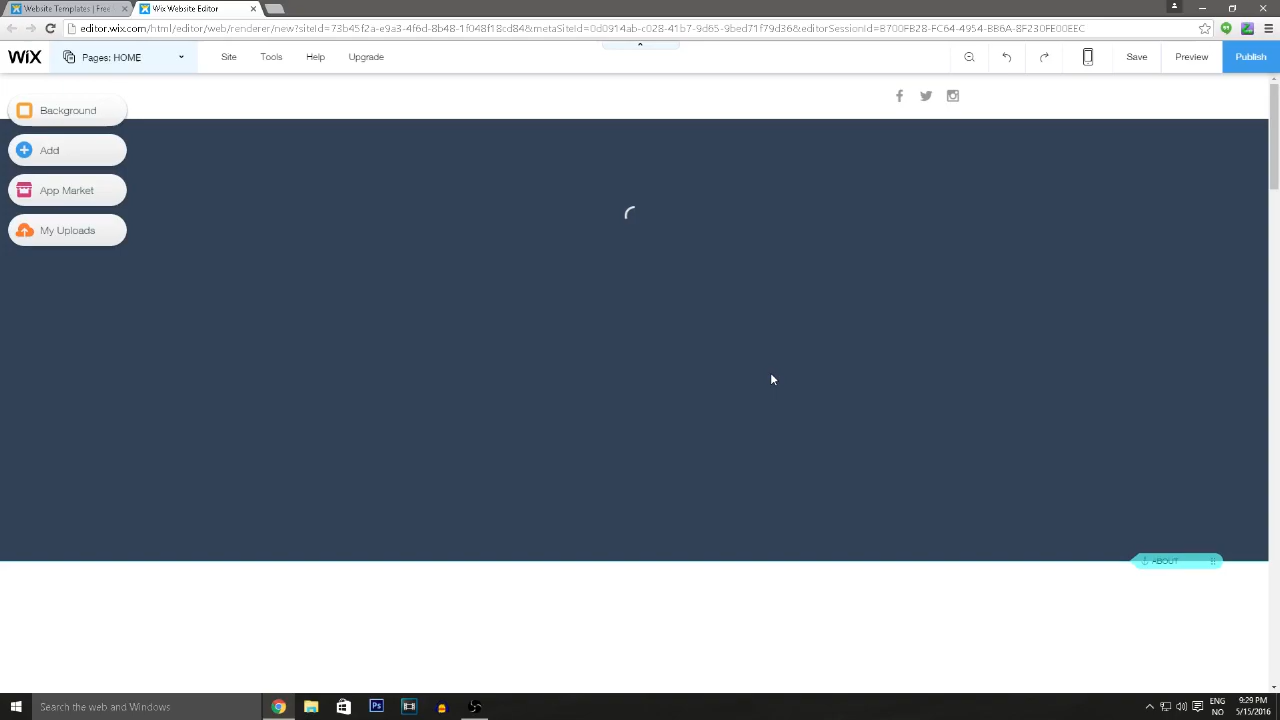 Website Templates | Free
Wix Website Editor
editor.wix.com/html/editor/web/renderer/new?siteId=73b45f2a-e9a3-4f6d-8b48-1f048f18cd84&metaSiteId=0d0914ab-c028-41b7-9d65-9bed71f79d36&editorSessionId=B700FB28-FC64-4954-BB6A-8F230FE00EEC
WiX
Pages: HOME
Site
Tools
Help
Upgrade
Save
Preview
Publish
Background
Add
App Market
My Uploads
ABOUT
Search the web and Windows
Ps
ENG
NO
9:29 PM
5/15/2016